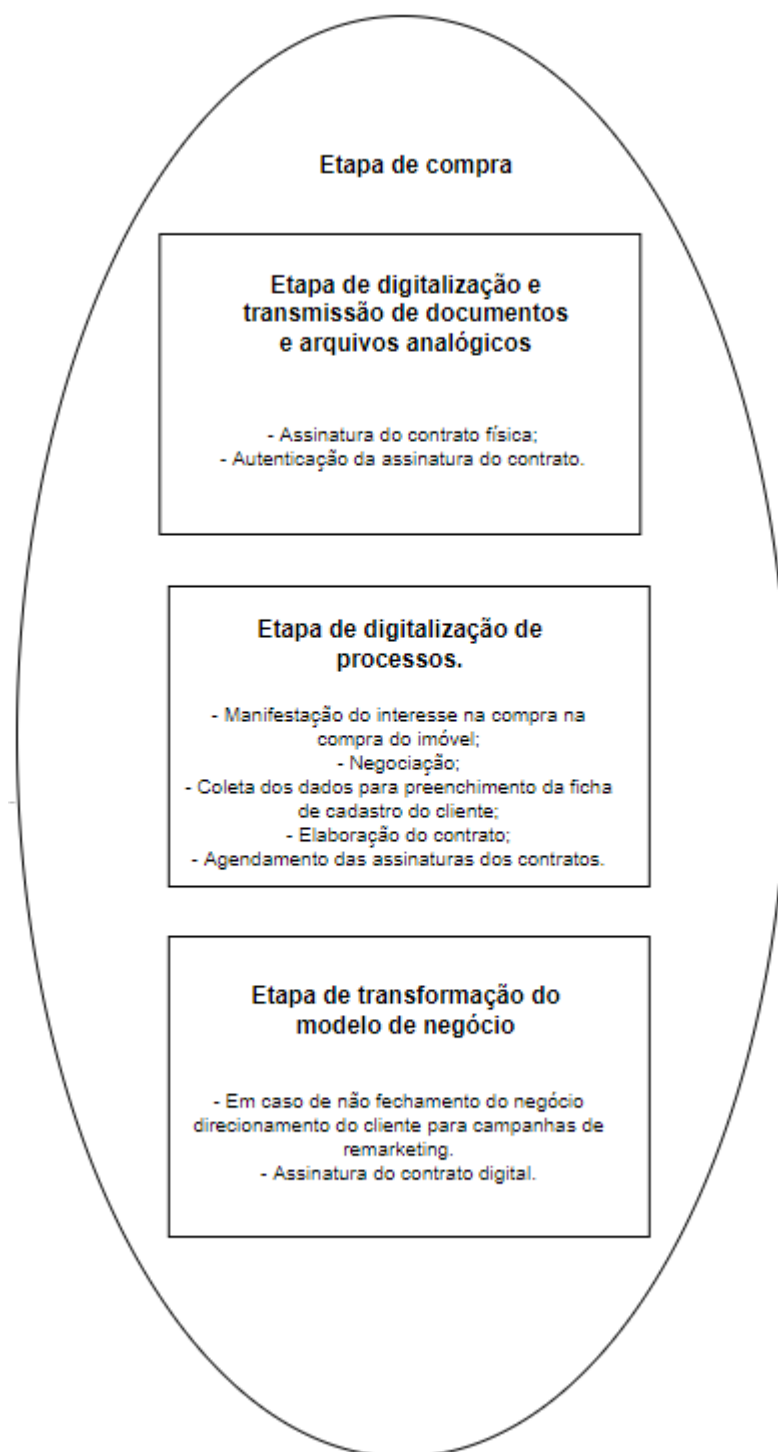 Etapa de compra
Etapa de digitalização e
transmissão de documentos
e arquivos analógicos
- Assinatura do contrato física;
- Autenticação da assinatura do contrato.
Etapa de digitalização de
processos.
- Manifestação do interesse na compra na
compra do imóvel;
- Negociação;
- Coleta dos dados para preenchimento da ficha
de cadastro do cliente;
- Elaboração do contrato;
- Agendamento das assinaturas dos contratos.
Etapa de transformação do
modelo de negócio
- Em caso de não fechamento do negócio
direcionamento do cliente para campanhas de
remarketing.
- Assinatura do contrato digital.